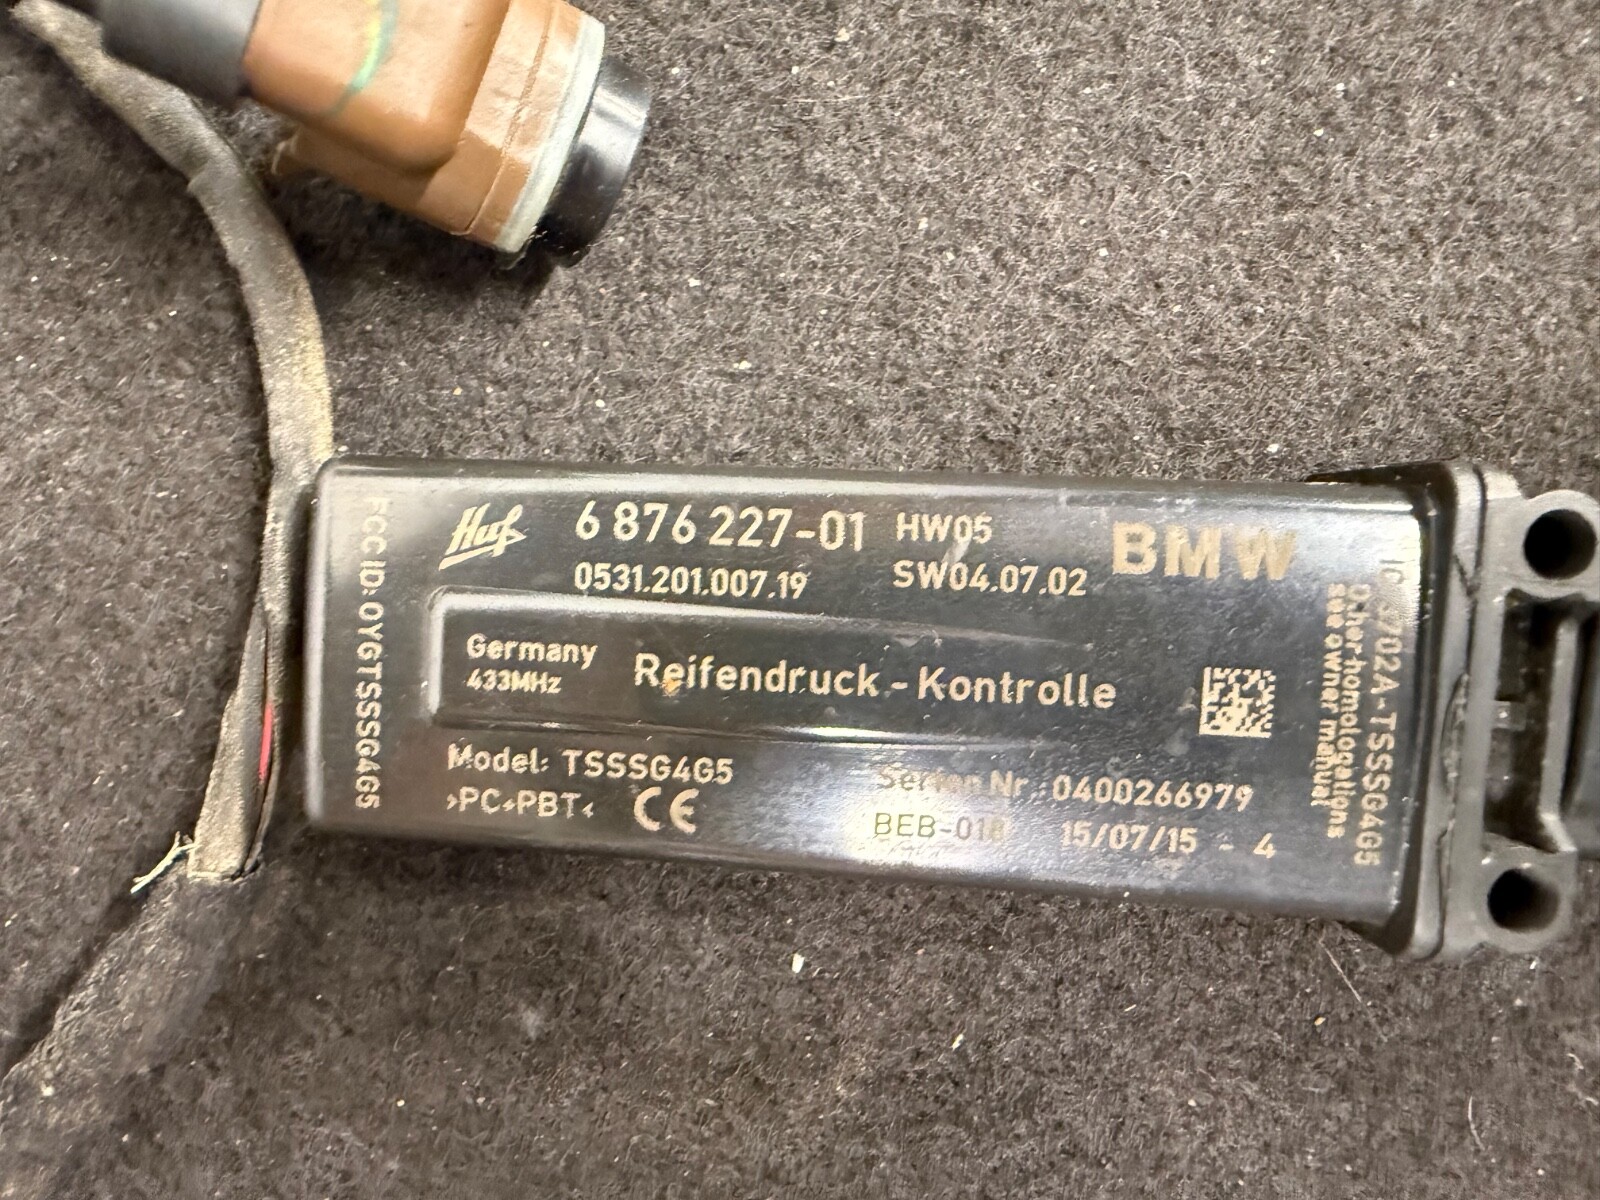 Huf
6 876 227-01 HW05
BMW
0531.201.007.19 SW04.07.02
Germany
433MHz
Reifendruck-Kontrolle
Model: TSSSG4G5
Serien Nr 0400266979
>PC+PBT< CE
BEB-018 15/07/15 - 4
FCC ID: OYGTSSSG4G5
702A-TSSSG4G5
Other homologations
see owner manual